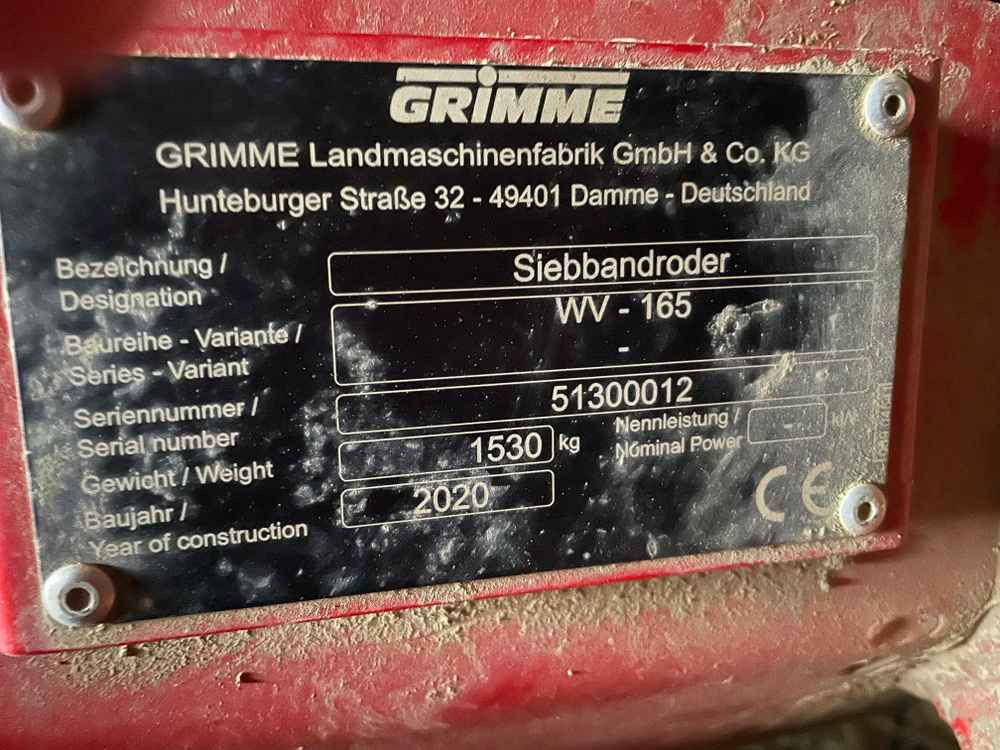 GRIMME
GRIMME Landmaschinenfabrik GmbH & Co. KG
Hunteburger Straße 32 - 49401 Damme - Deutschland
Bezeichnung /
Designation
Siebbandroder
Baureihe - Variante /
Series - Variant
WV - 165
-
Seriennummer /
Serial number
51300012
Gewicht / Weight
1530 kg
Nennleistung /
Nominal Power
- kW
Baujahr /
Year of construction
2020
CE